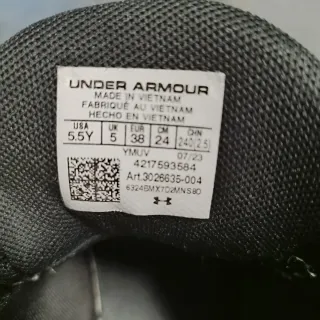 UNDER ARMOUR
MADE IN VIETNAM
FABRIQUÉ AU VIETNAM
HECHO EN VIETNAM
USA UK EUR CM CHN
5.5Y 5 38 24 240(2.5)
YMUV 07/23
4217593584
Art.3026635-004